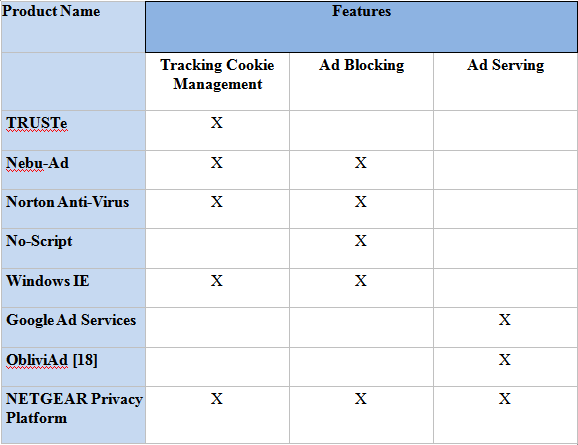 Product Name Features
Tracking Cookie Management Ad Blocking Ad Serving
TRUSTe X
Nebu-Ad X X
Norton Anti-Virus X X
No-Script X
Windows IE X X
Google Ad Services X
ObliviAd [18] X
NETGEAR Privacy Platform X X X